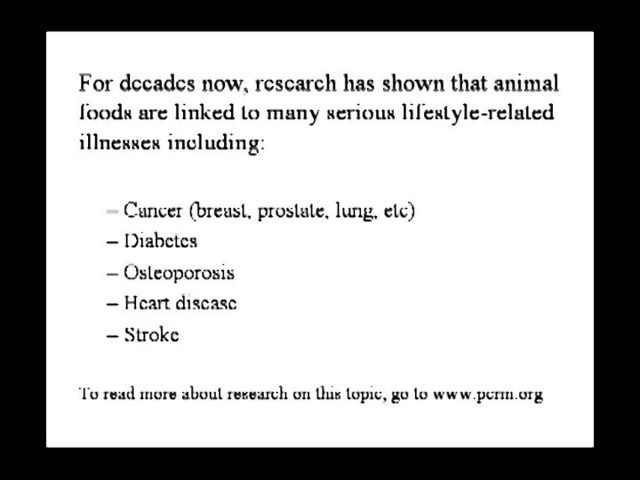 For decades now, research has shown that animal
foods are linked to many serious lifestyle-related
illnesses including:
– Cancer (breast, prostate, lung, etc)
– Diabetes
– Osteoporosis
– Heart disease
– Stroke
To read more about research on this topic, go to www.pcrm.org